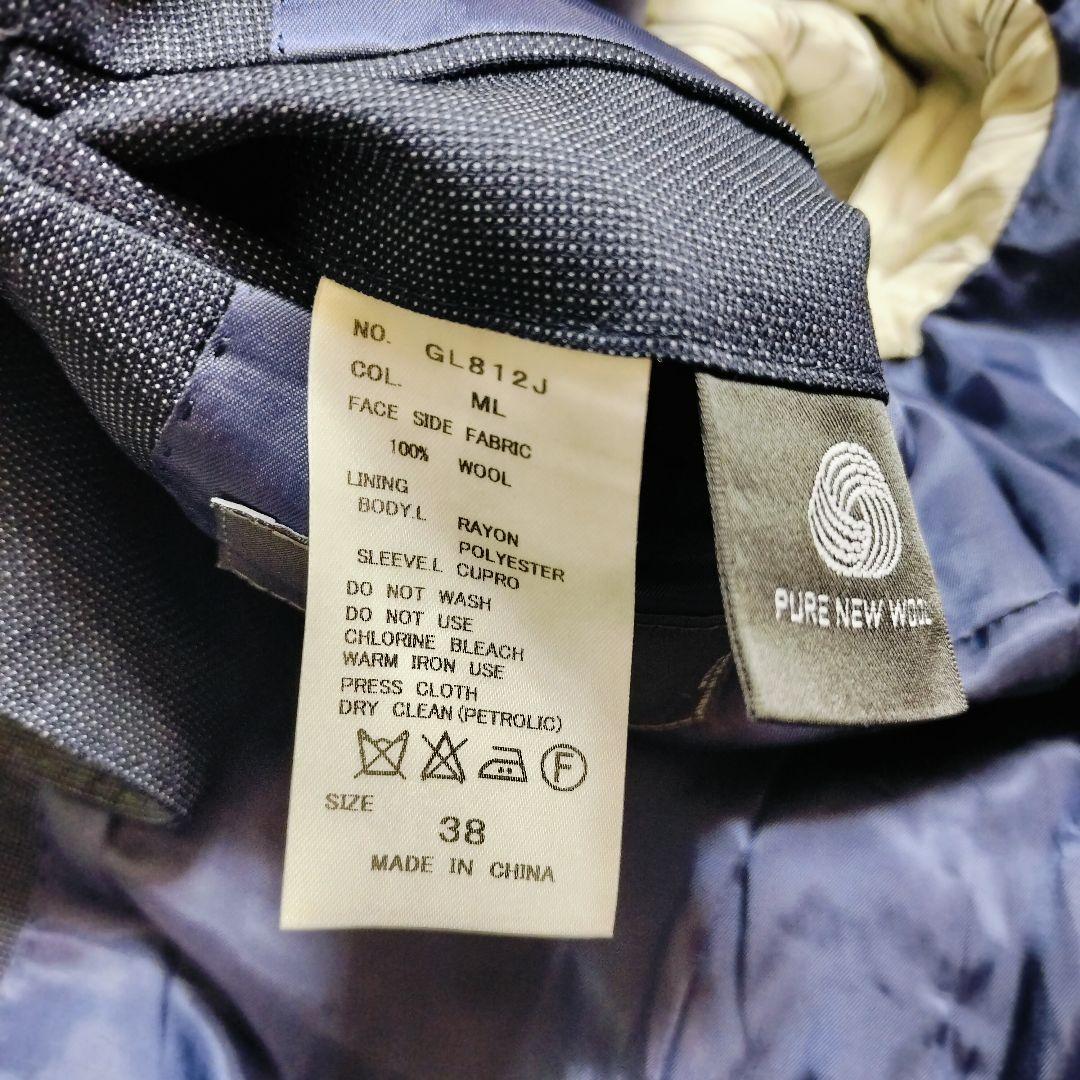 NO. GL812J
COL. ML
FACE SIDE FABRIC
100% WOOL
LINING
BODY.L RAYON
POLYESTER
SLEEVE.L CUPRO
DO NOT WASH
DO NOT USE
CHLORINE BLEACH
WARM IRON USE
PRESS CLOTH
DRY CLEAN(PETROLIC)
F
SIZE
38
MADE IN CHINA
PURE NEW WOOL